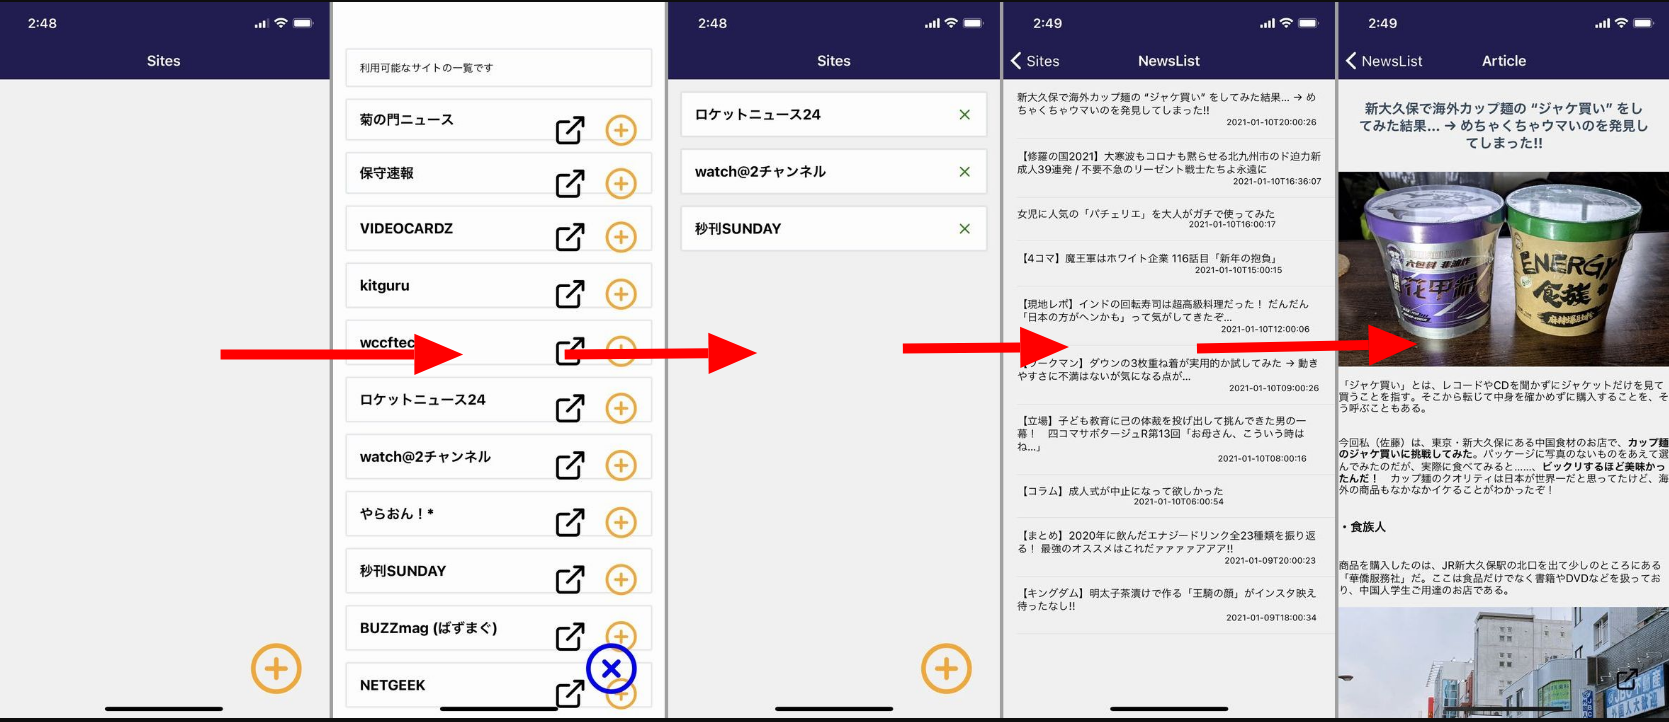 2:48
Sites
利用可能なサイトの一覧です
菊の門ニュース
保守速報
VIDEOCARDZ
kitguru
wccftec
ロケットニュース24
watch@2チャンネル
やらおん！*
秒刊SUNDAY
BUZZmag (ばずまぐ)
NETGEEK
2:48
Sites
ロケットニュース24
watch@2チャンネル
秒刊SUNDAY
2:49
Sites
NewsList
新大久保で海外カップ麺の “ジャケ買い” をしてみた結果… → め
ちゃくちゃウマいのを発見してしまった!!
2021-01-10T20:00:26
【修羅の国2021】大寒波もコロナも黙らせる北九州市のド迫力新
成人39連発 / 不要不急のリーゼント戦士たちよ永遠に
2021-01-10T16:36:07
女児に人気の「パチェリエ」を大人がガチで使ってみた
2021-01-10T16:00:17
【4コマ】魔王軍はホワイト企業 116話目「新年の抱負」
2021-01-10T15:00:15
【現地レポ】インドの回転寿司は超高級料理だった！ だんだん
「日本の方がヘンかも」って気がしてきたぞ…
2021-01-10T12:00:06
ークマン】ダウンの3枚重ね着が実用的か試してみた → 動き
やすさに不満はないが気になる点が…
2021-01-10T09:00:26
【立場】子ども教育に己の体裁を投げ出して挑んできた男の一
幕！ 四コマサボタージュR第13回「お母さん、こういう時は
ね…」
2021-01-10T08:00:16
【コラム】成人式が中止になって欲しかった
2021-01-10T06:00:54
【まとめ】2020年に飲んだエナジードリンク全23種類を振り返
る！ 最強のオススメはこれだァァァァアアア!!
2021-01-09T20:00:23
【キングダム】明太子茶漬けで作る「王騎の顔」がインスタ映え
待ったなし!!
2021-01-09T18:00:34
2:49
NewsList
Article
新大久保で海外カップ麺の “ジャケ買い” をし
てみた結果… → めちゃくちゃウマいのを発見し
てしまった!!
六包料 非油炸
花甲粉
ENERGY
食族
「ジャケ買い」とは、レコードやCDを聞かずにジャケットだけを見て
買うことを指す。そこから転じて中身を確かめずに購入することを、そ
う呼ぶこともある。
今回私（佐藤）は、東京・新大久保にある中国食材のお店で、カップ麺
のジャケ買いに挑戦してみた。パッケージに写真のないものをあえて選
んでみたのだが、実際に食べてみると……、ビックリするほど美味かっ
たんだ！ カップ麺のクオリティは日本が世界一だと思ってたけど、海
外の商品もなかなかイケることがわかったぞ！
・食族人
商品を購入したのは、JR新大久保駅の北口を出て少しのところにある
「華僑服務社」だ。ここは食品だけでなく書籍やDVDなどを扱ってお
り、中国人学生ご用達のお店である。